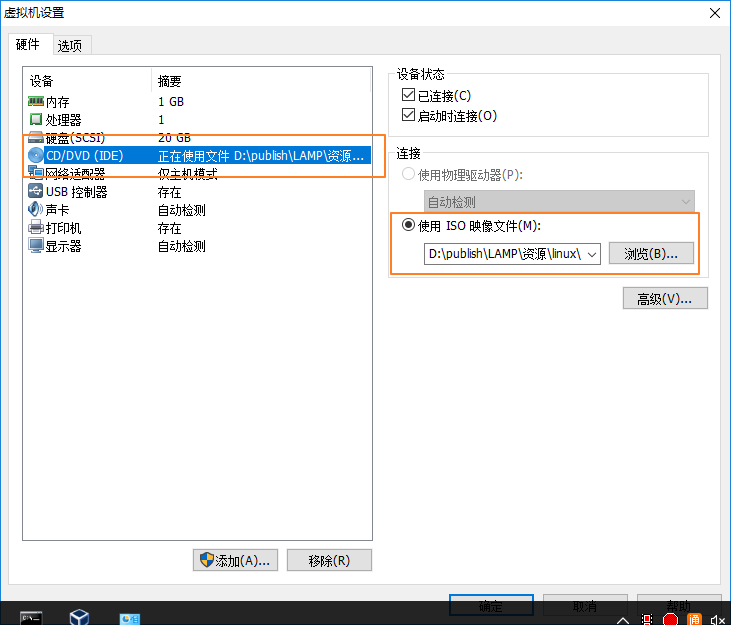 虚拟机设置
硬件 选项
设备 摘要
内存 1 GB
处理器 1
硬盘(SCSI) 20 GB
CD/DVD (IDE) 正在使用文件 D:\publish\LAMP\资源...
网络适配器 仅主机模式
USB 控制器 存在
声卡 自动检测
打印机 存在
显示器 自动检测
添加(A)... 移除(R)
设备状态
已连接(C)
启动时连接(O)
连接
使用物理驱动器(P):
自动检测
使用 ISO 映像文件(M):
D:\publish\LAMP\资源\linux\ 浏览(B)...
高级(V)...
确定 取消 帮助